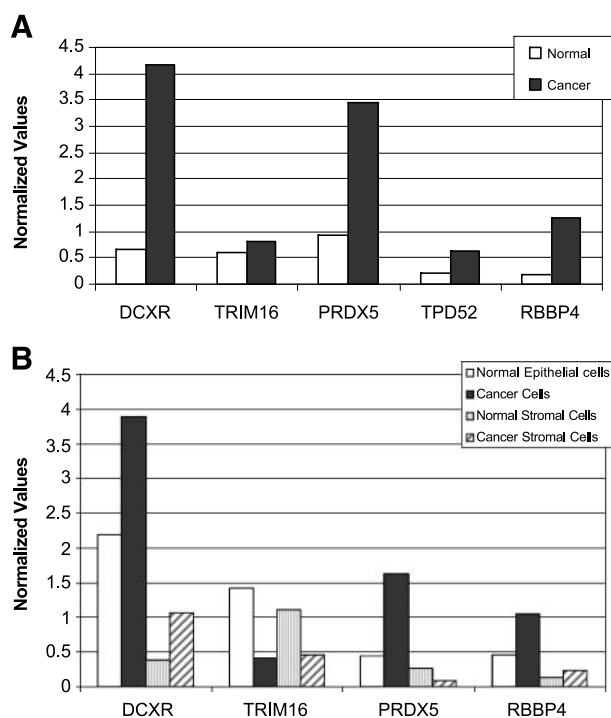 A
Normalized Values
4.5
4
3.5
3
2.5
2
1.5
1
0.5
0
Normal
Cancer
DCXR TRIM16 PRDX5 TPD52 RBBP4
B
Normalized Values
4.5
4
3.5
3
2.5
2
1.5
1
0.5
0
Normal Epithelial cells
Cancer Cells
Normal Stromal Cells
Cancer Stromal Cells
DCXR TRIM16 PRDX5 RBBP4